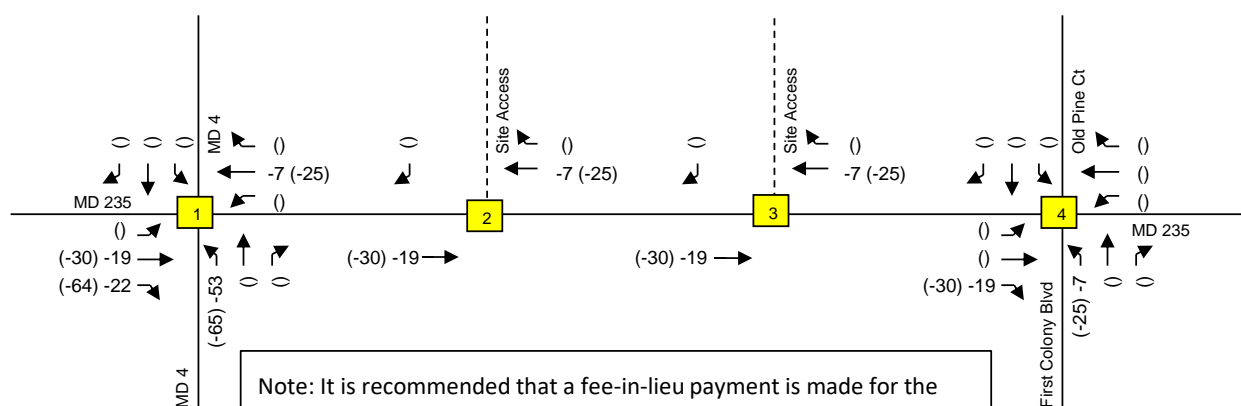 MD 4
Site Access
Site Access
Old Pine Ct
() () ()
()
-7 (-25)
()
()
()
-7 (-25)
()
()
-7 (-25)
() () ()
()
()
()
MD 235
1
2
3
4
MD 235
()
(-30) -19
(-64) -22
(-65) -53
()
()
(-30) -19
(-30) -19
()
()
(-30) -19
(-25) -7
()
()
MD 4
First Colony Blvd
Note: It is recommended that a fee-in-lieu payment is made for the